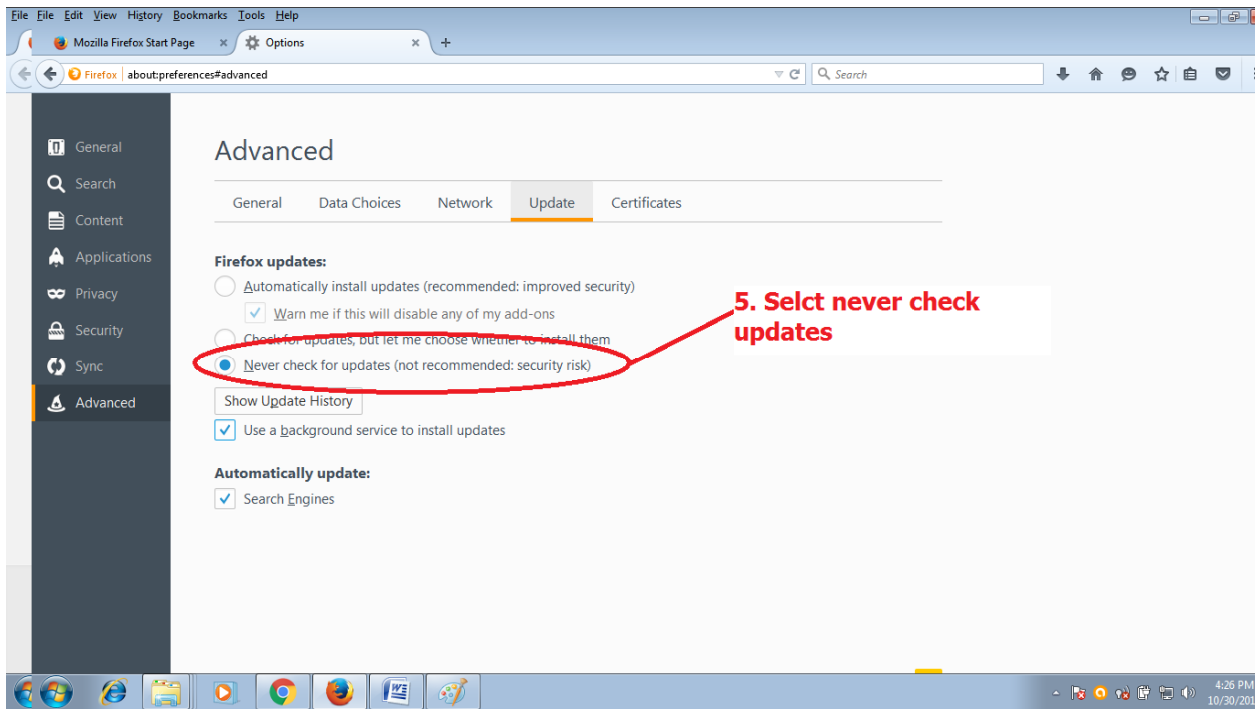 File File Edit View History Bookmarks Tools Help
Mozilla Firefox Start Page × Options × +
Firefox about:preferences#advanced Search
General
Search
Content
Applications
Privacy
Security
Sync
Advanced
Advanced
General Data Choices Network Update Certificates
Firefox updates:
Automatically install updates (recommended: improved security)
Warn me if this will disable any of my add-ons
Check for updates, but let me choose whether to install them
Never check for updates (not recommended: security risk)
Show Update History
Use a background service to install updates
Automatically update:
Search Engines
5. Selct never check
updates
4:26 PM
10/30/201